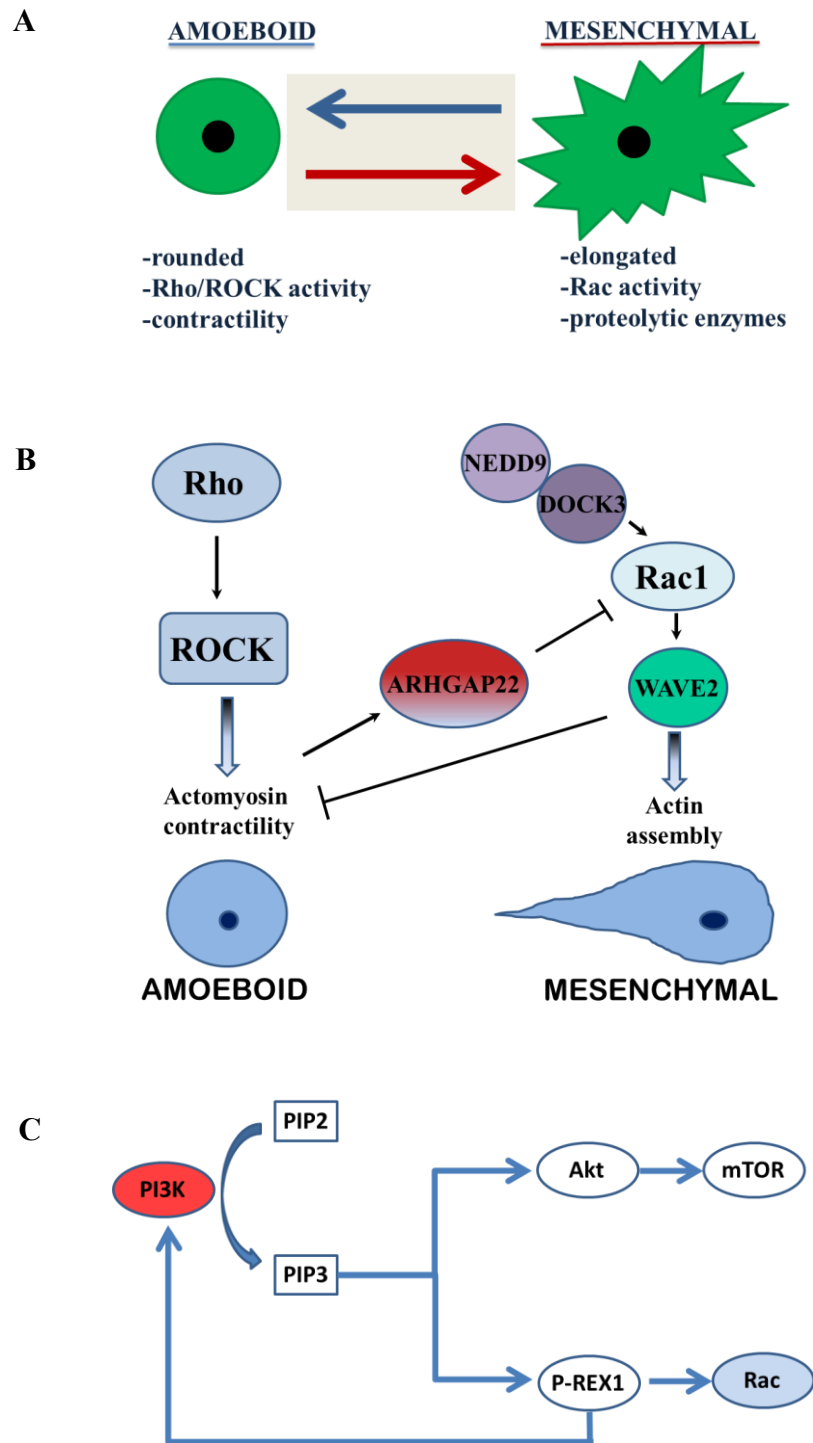 A
AMOEBOID
MESENCHYMAL
-rounded
-Rho/ROCK activity
-contractility
-elongated
-Rac activity
-proteolytic enzymes
B
Rho
NEDD9
DOCK3
Rac1
ROCK
ARHGAP22
WAVE2
Actomyosin
contractility
Actin
assembly
AMOEBOID
MESENCHYMAL
C
PIP2
PI3K
Akt
mTOR
PIP3
P-REX1
Rac